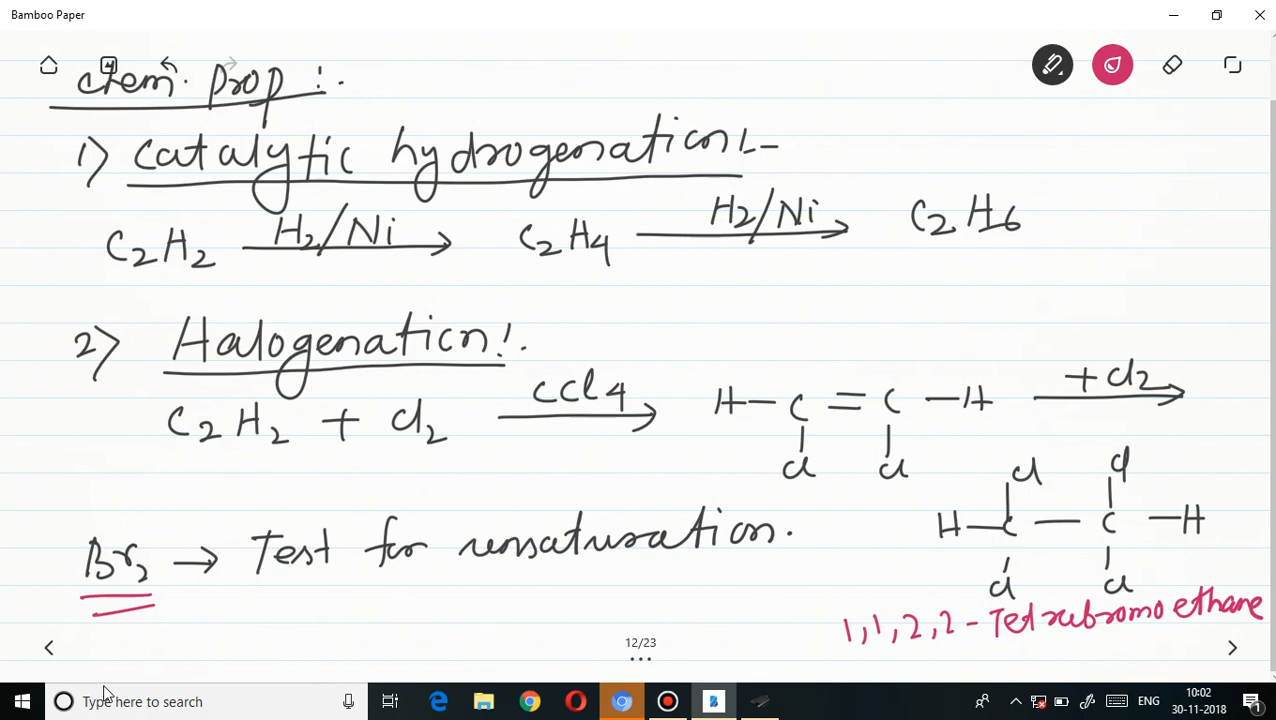 Bamboo Paper
Chem. Prop :-
1) Catalytic hydrogenation :-
C2H2 H2/Ni → C2H4 H2/Ni → C2H6
2) Halogenation :-
C2H2 + Cl2 CCl4 → H-C=C-H +Cl2 →
Cl Cl
Cl Cl
H-C-C-H
Cl Cl
Br2 → Test for unsaturation.
1,1,2,2-Tetrabromo ethane
12/23
Type here to search
ENG
10:02
30-11-2018
1